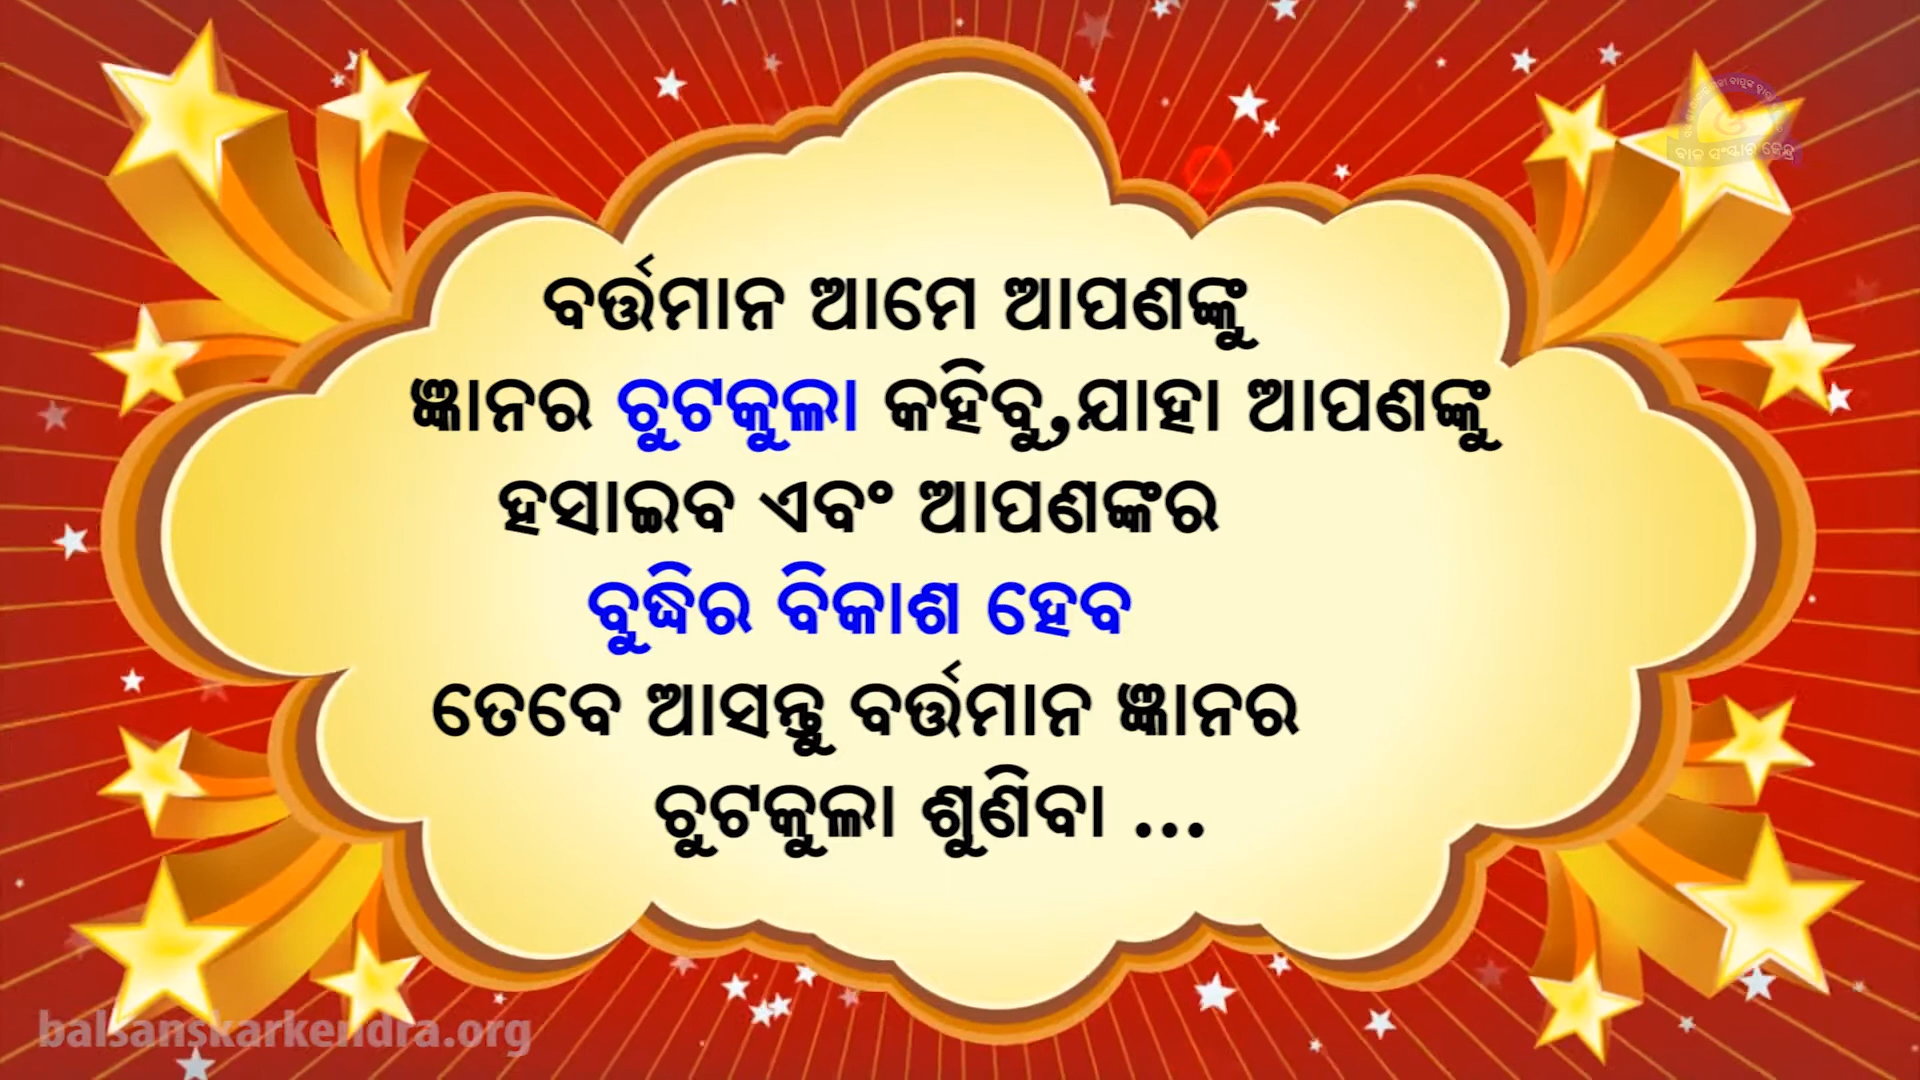 ବର୍ତ୍ତମାନ ଆମେ ଆପଣଙ୍କୁ
ଜ୍ଞାନର ଚୁଟକୁଲା କହିବୁ,ଯାହା ଆପଣଙ୍କୁ
ହସାଇବ ଏବଂ ଆପଣଙ୍କର
ବୁଦ୍ଧିର ବିକାଶ ହେବ
ତେବେ ଆସନ୍ତୁ ବର୍ତ୍ତମାନ ଜ୍ଞାନର
ଚୁଟକୁଲା ଶୁଣିବା ...
ବାଳ ସଂସ୍କାର କେନ୍ଦ୍ର
balsanskarkendra.org